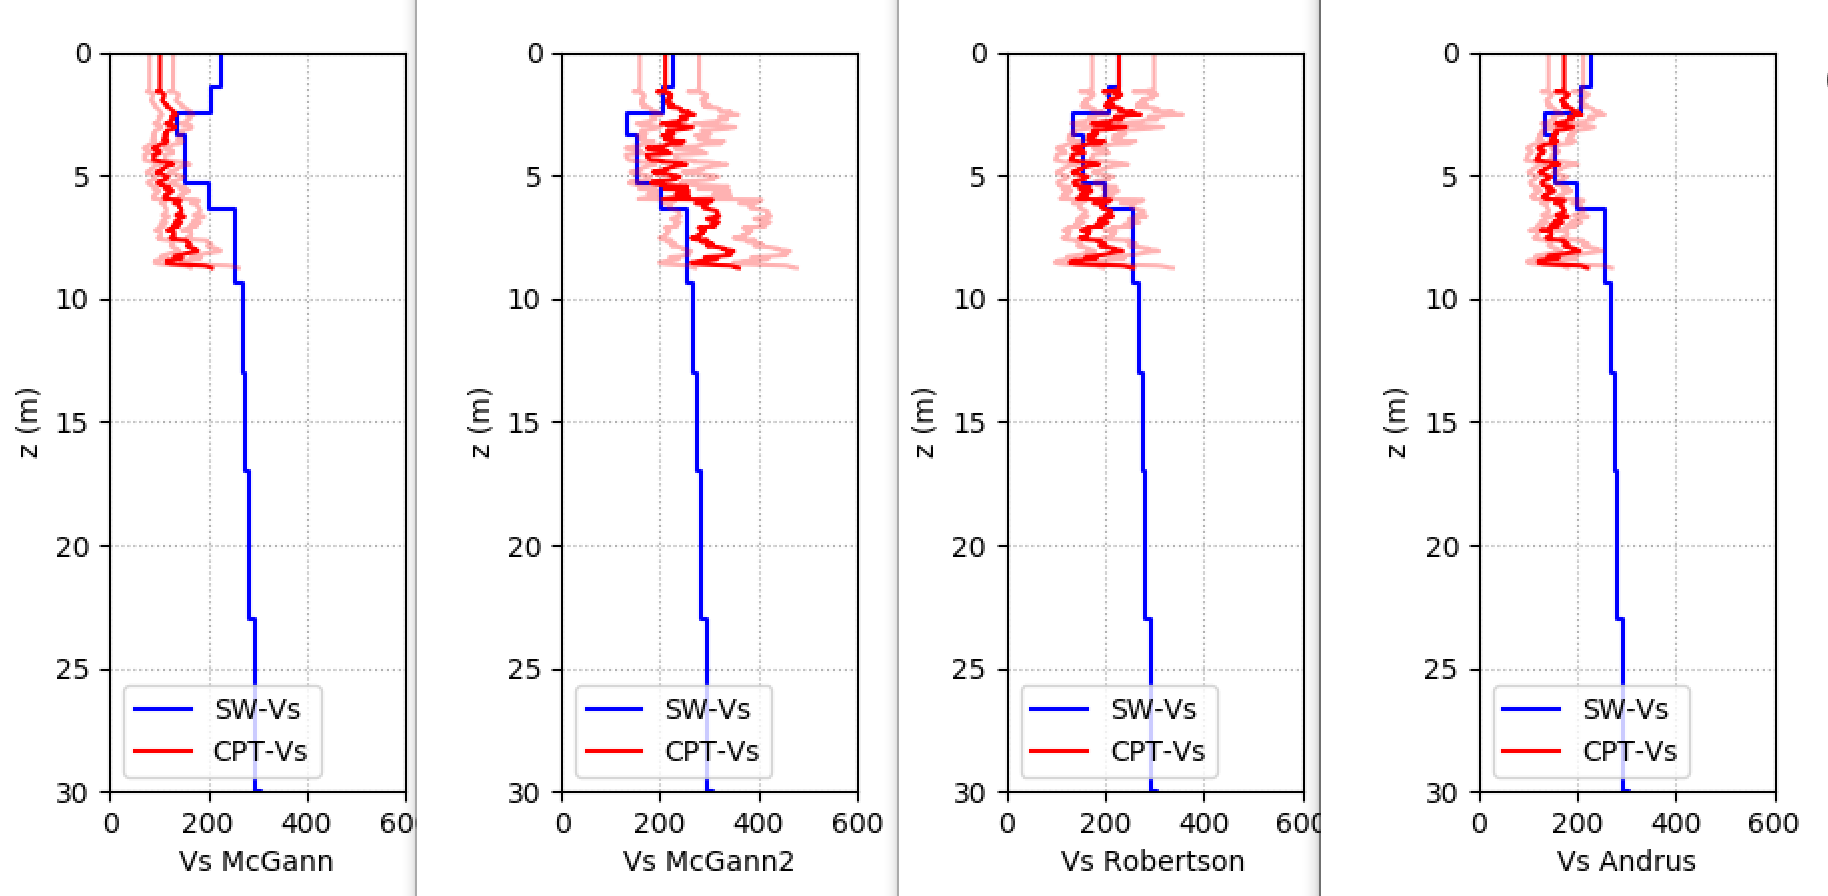 0
5
10
15
20
25
30
z (m)
SW-Vs
CPT-Vs
0 200 400 60
Vs McGann
0
5
10
15
20
25
30
z (m)
SW-Vs
CPT-Vs
0 200 400 600
Vs McGann2
0
5
10
15
20
25
30
z (m)
SW-Vs
CPT-Vs
0 200 400 600
Vs Robertson
0
5
10
15
20
25
30
z (m)
SW-Vs
CPT-Vs
0 200 400 600
Vs Andrus